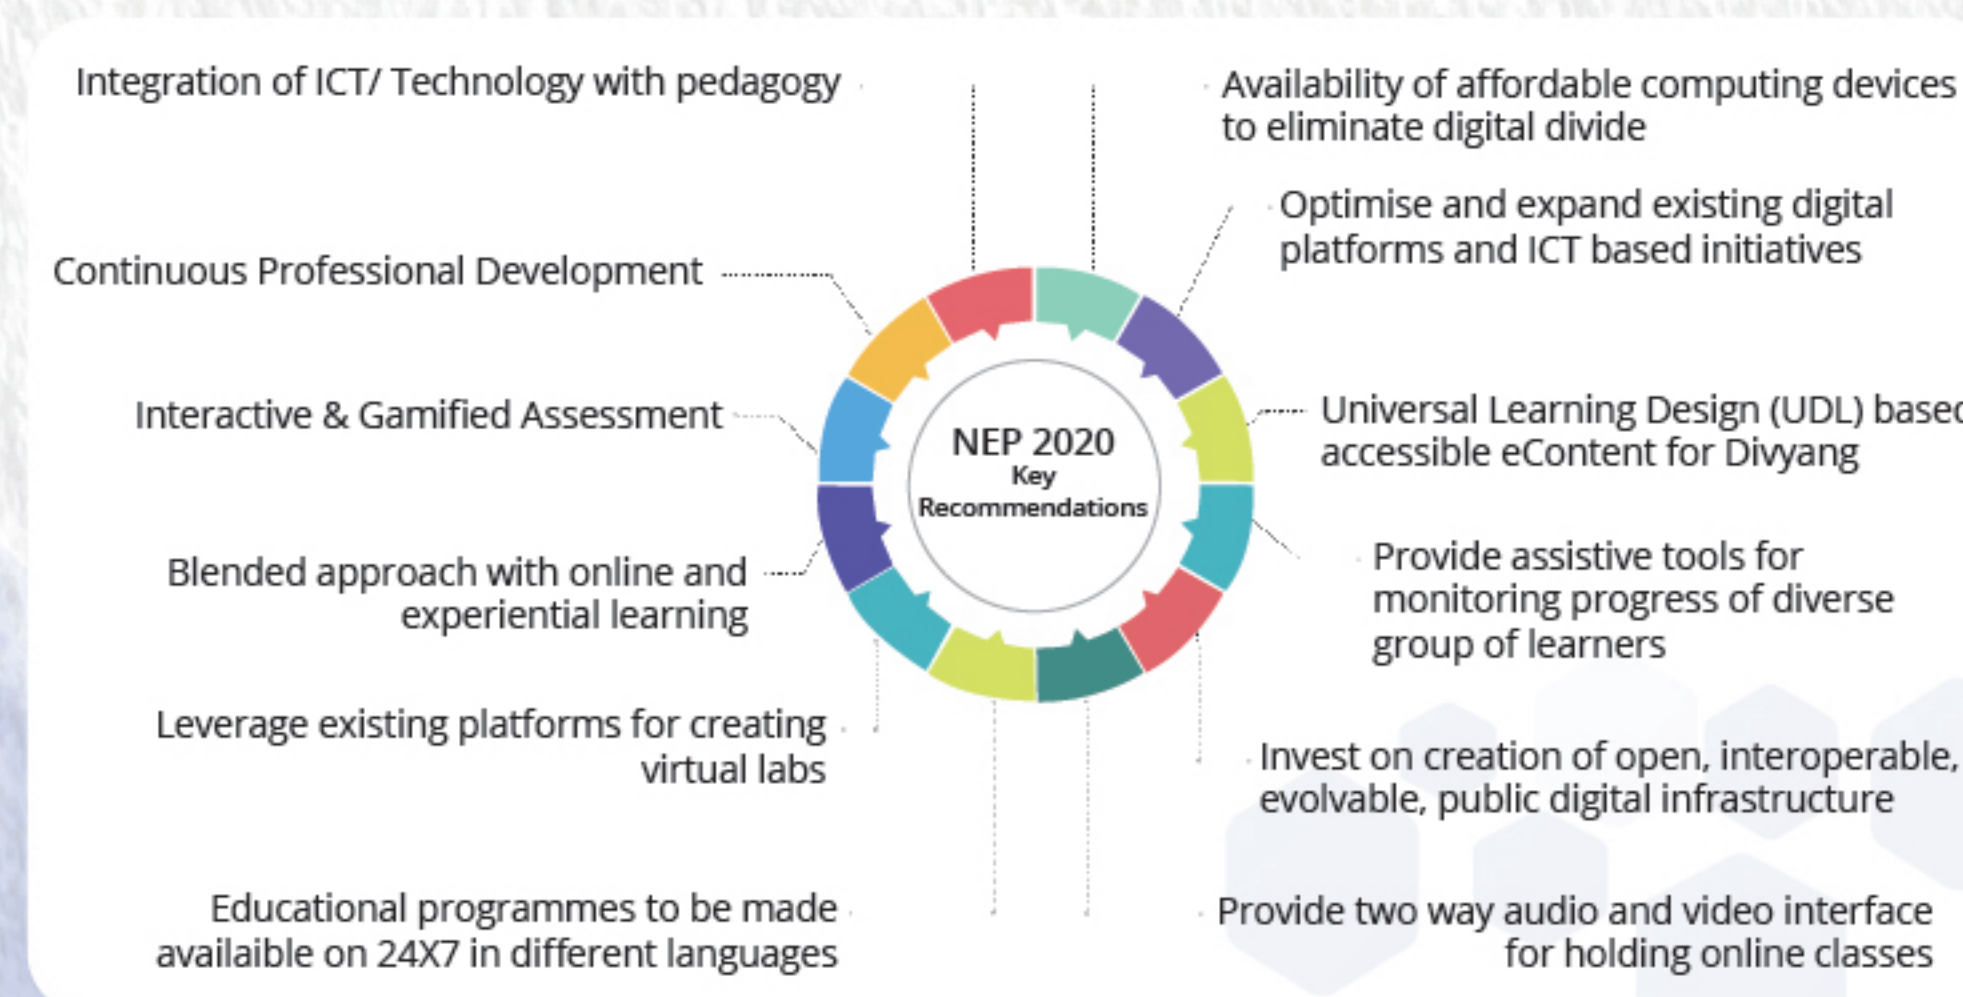 Integration of ICT/ Technology with pedagogy
Continuous Professional Development
Interactive & Gamified Assessment
Blended approach with online and
experiential learning
Leverage existing platforms for creating
virtual labs
Educational programmes to be made
availaible on 24X7 in different languages
NEP 2020
Key
Recommendations
Availability of affordable computing devices
to eliminate digital divide
Optimise and expand existing digital
platforms and ICT based initiatives
Universal Learning Design (UDL) based
accessible eContent for Divyang
Provide assistive tools for
monitoring progress of diverse
group of learners
Invest on creation of open, interoperable,
evolvable, public digital infrastructure
Provide two way audio and video interface
for holding online classes